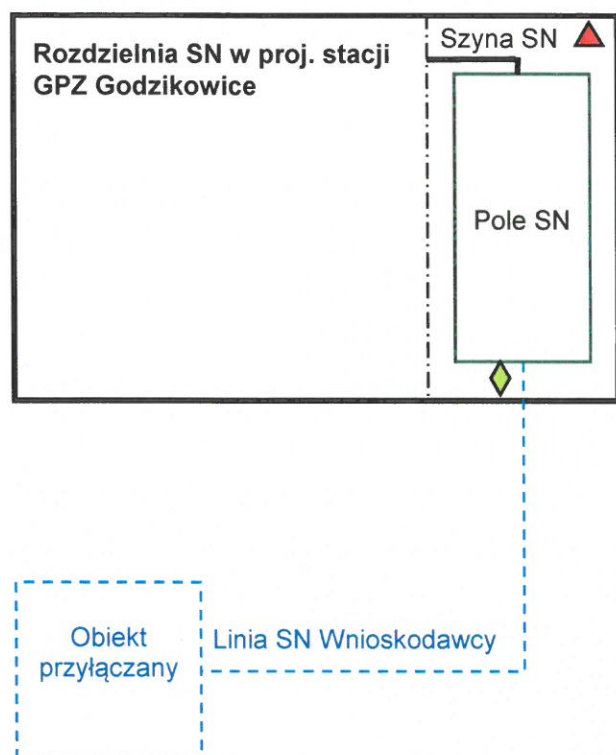 Rozdzielnia SN w proj. stacji
GPZ Godzikowice
Szyna SN
Pole SN
Obiekt
przyłączany
Linia SN Wnioskodawcy